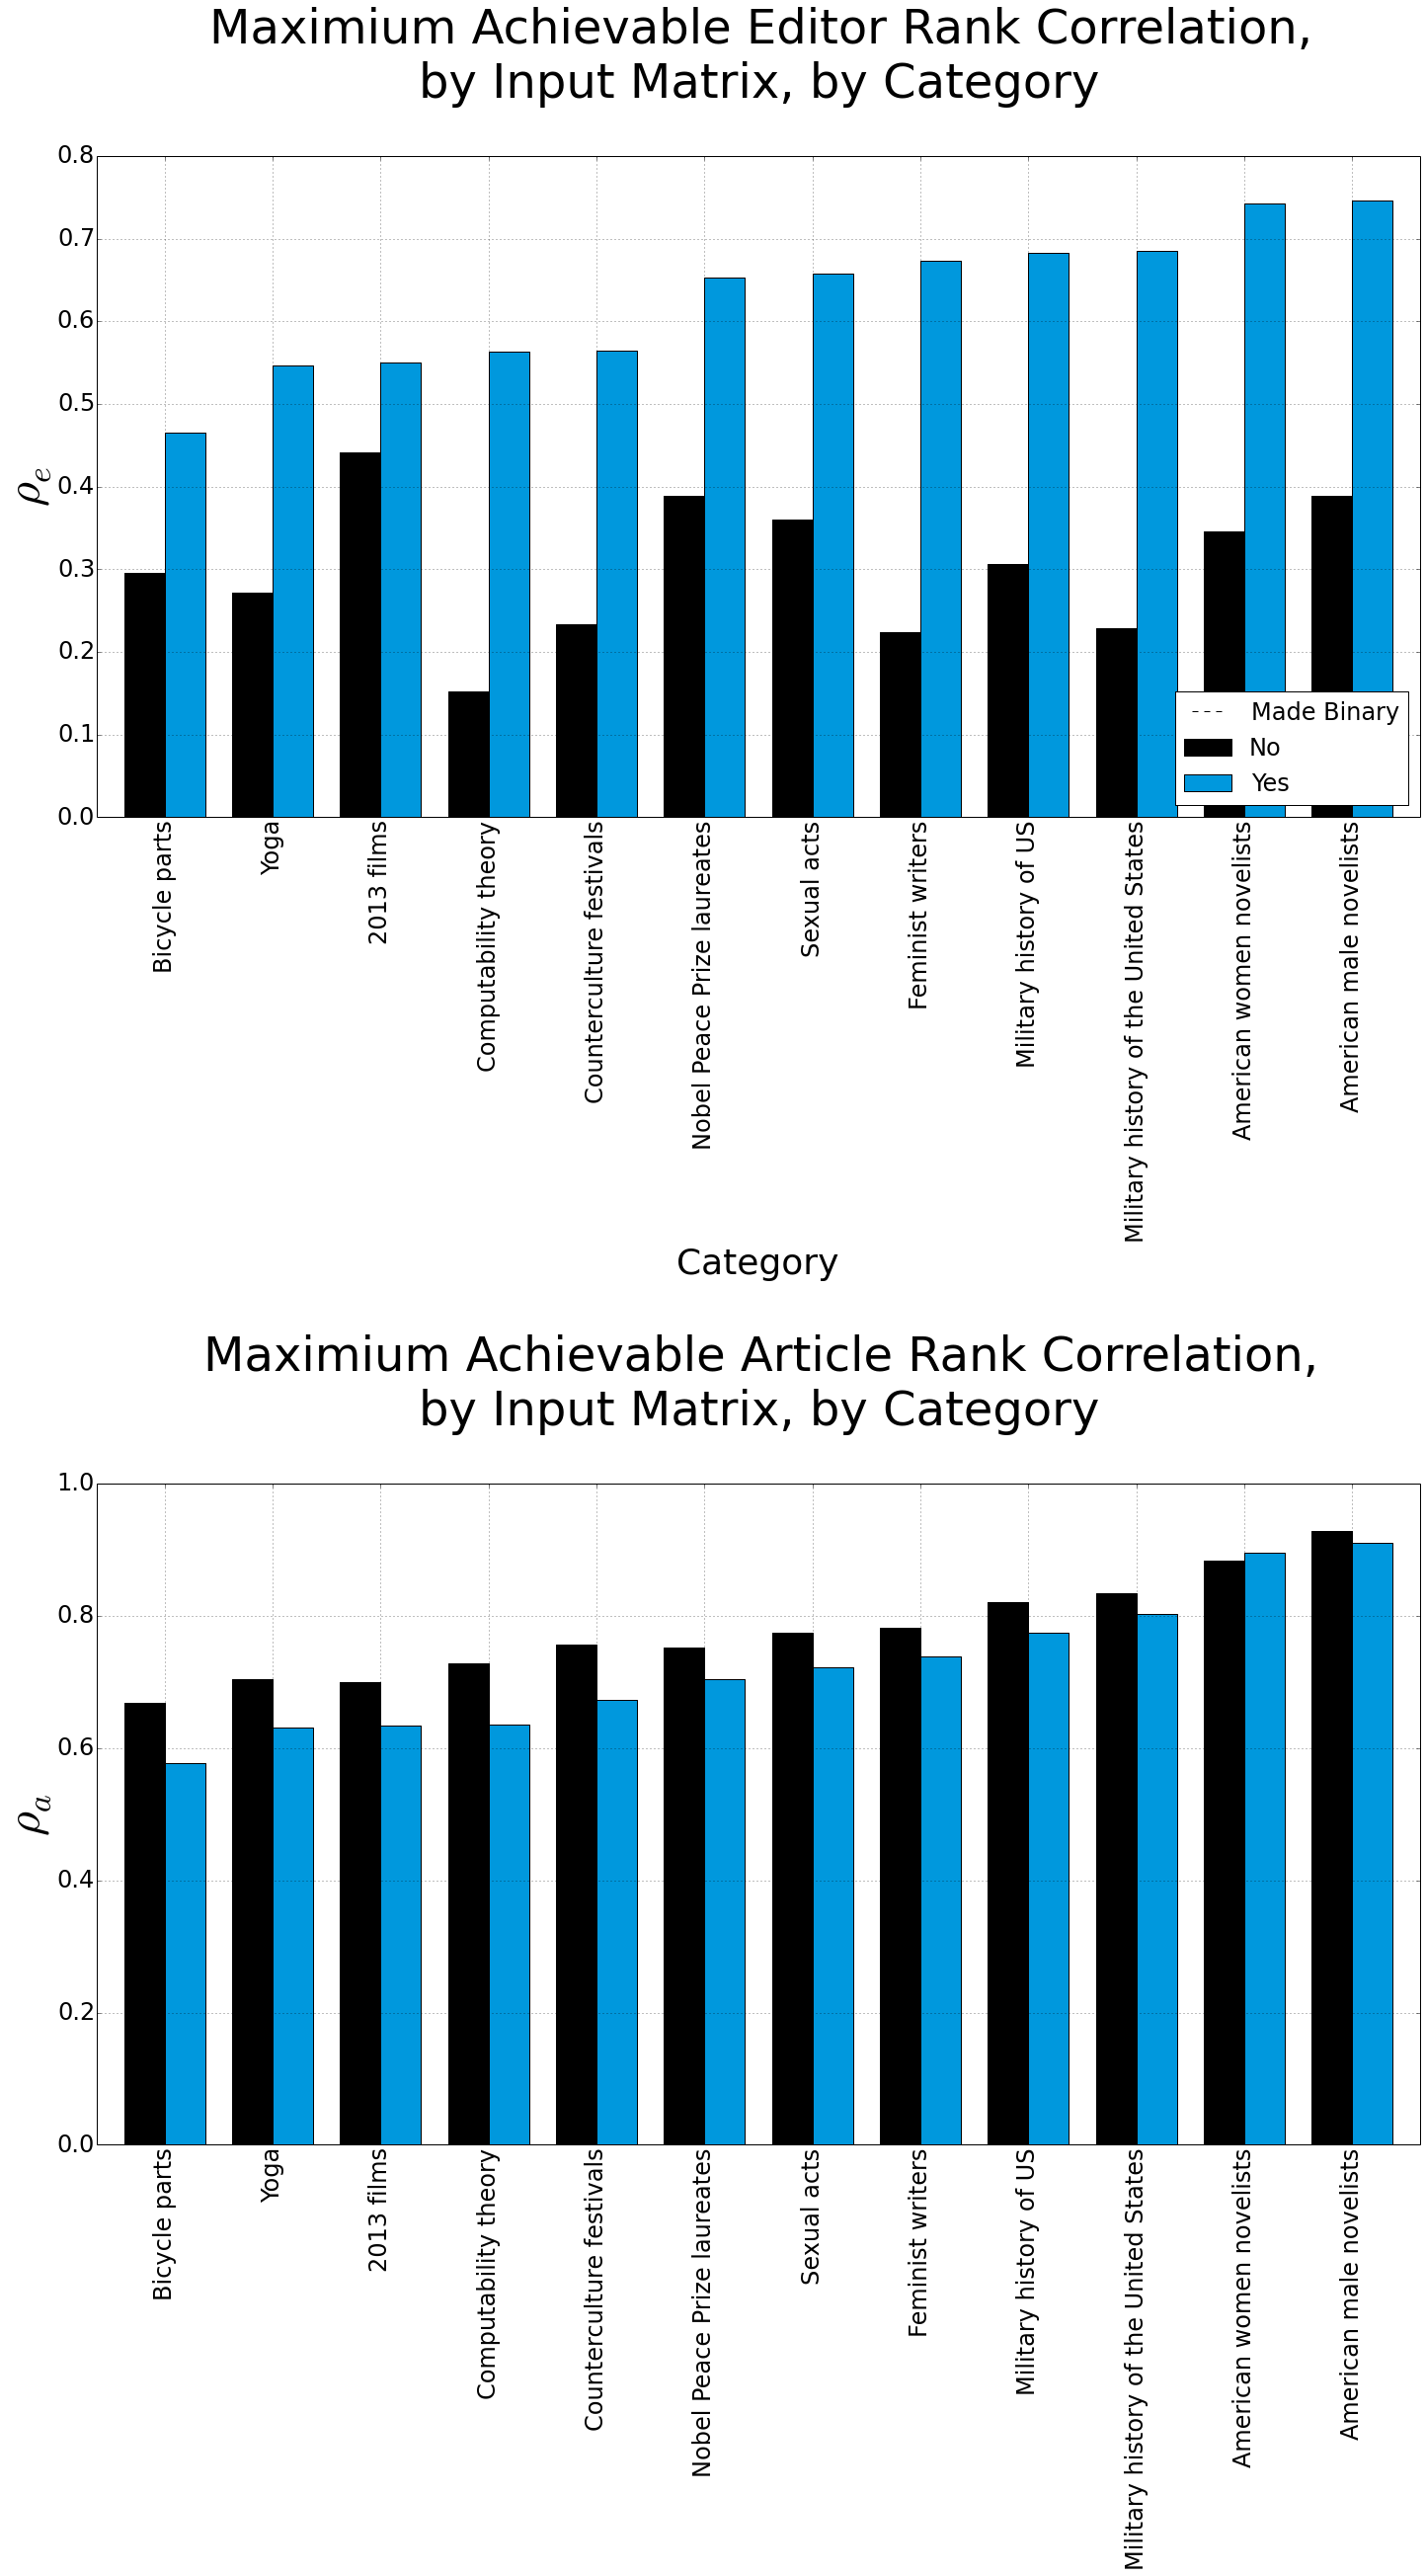 Maximium Achievable Editor Rank Correlation,
by Input Matrix, by Category
0.8
0.7
0.6
0.5
0.4
0.3
0.2
0.1
0.0
ρe
Made Binary
No
Yes
Bicycle parts
Yoga
2013 films
Computability theory
Counterculture festivals
Nobel Peace Prize laureates
Sexual acts
Feminist writers
Military history of US
Military history of the United States
American women novelists
American male novelists
Category
Maximium Achievable Article Rank Correlation,
by Input Matrix, by Category
1.0
0.8
0.6
0.4
0.2
0.0
ρa
Bicycle parts
Yoga
2013 films
Computability theory
Counterculture festivals
Nobel Peace Prize laureates
Sexual acts
Feminist writers
Military history of US
Military history of the United States
American women novelists
American male novelists